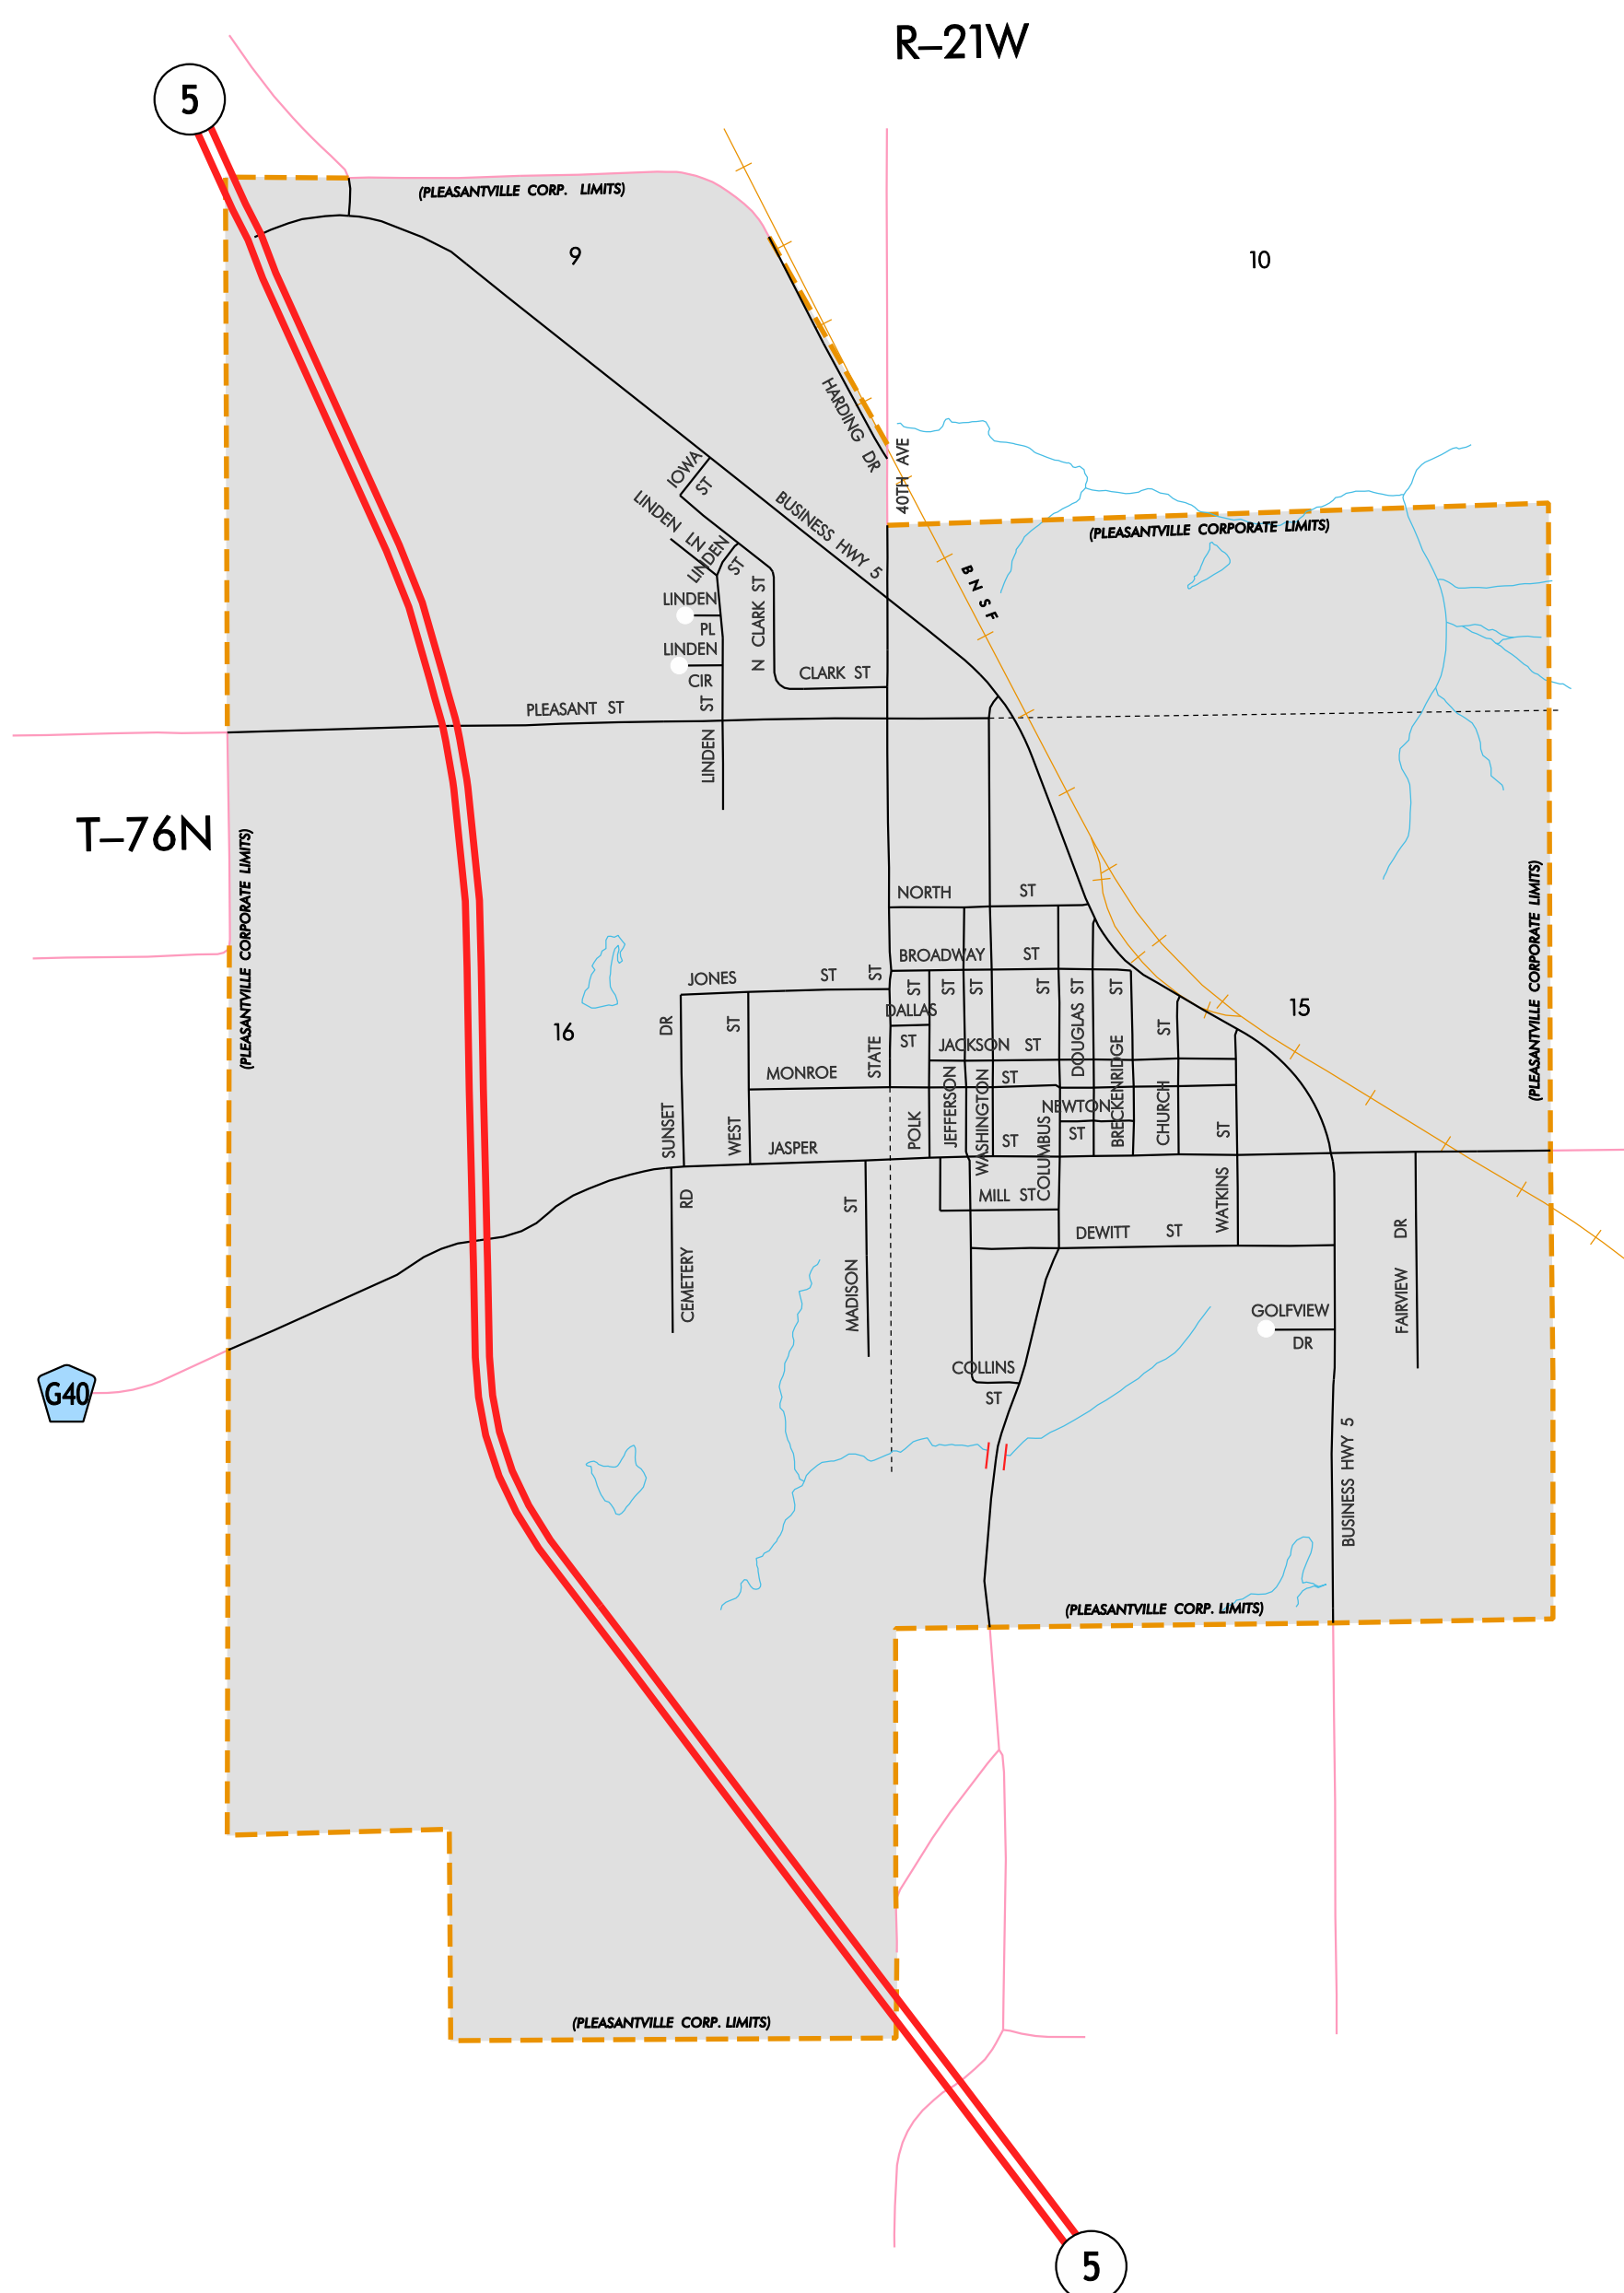 R–21W
5
(PLEASANTVILLE CORP. LIMITS)
9
10
HARDING DR
40TH AVE
IOWA
ST
BUSINESS HWY 5
LINDEN LN
LINDEN
ST
(PLEASANTVILLE CORPORATE LIMITS)
BNSF
LINDEN
PL
N CLARK ST
LINDEN
CIR
CLARK ST
PLEASANT ST
LINDEN ST
T–76N
(PLEASANTVILLE CORPORATE LIMITS)
(PLEASANTVILLE CORPORATE LIMITS)
NORTH ST
BROADWAY ST
JONES ST
STATE ST
DALLAS
ST
16
15
SUNSET DR
WEST ST
JACKSON ST
MONROE ST
POLK ST
JEFFERSON ST
WASHINGTON ST
COLUMBUS ST
DOUGLAS ST
BRECKENRIDGE ST
CHURCH ST
NEWTON
ST
WATKINS ST
JASPER ST
MILL ST
DEWITT ST
CEMETERY RD
MADISON ST
FAIRVIEW DR
GOLFVIEW
DR
COLLINS
ST
G40
BUSINESS HWY 5
(PLEASANTVILLE CORP. LIMITS)
(PLEASANTVILLE CORP. LIMITS)
5